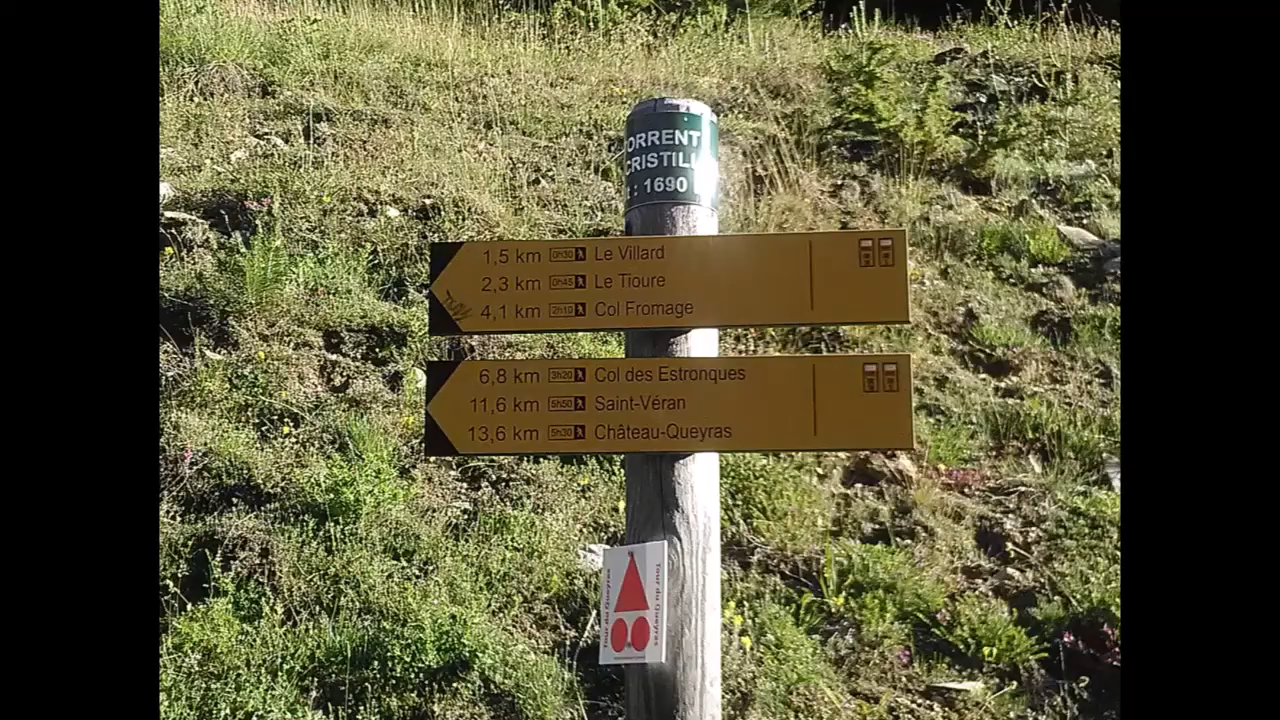 ORRENT
CRISTILL
: 1690
1,5 km 0h30 Le Villard
2,3 km 0h45 Le Tioure
4,1 km 2h10 Col Fromage
6,8 km 3h20 Col des Estronques
11,6 km 5h50 Saint-Véran
13,6 km 5h30 Château-Queyras
Tour du Queyras
Tour du Queyras